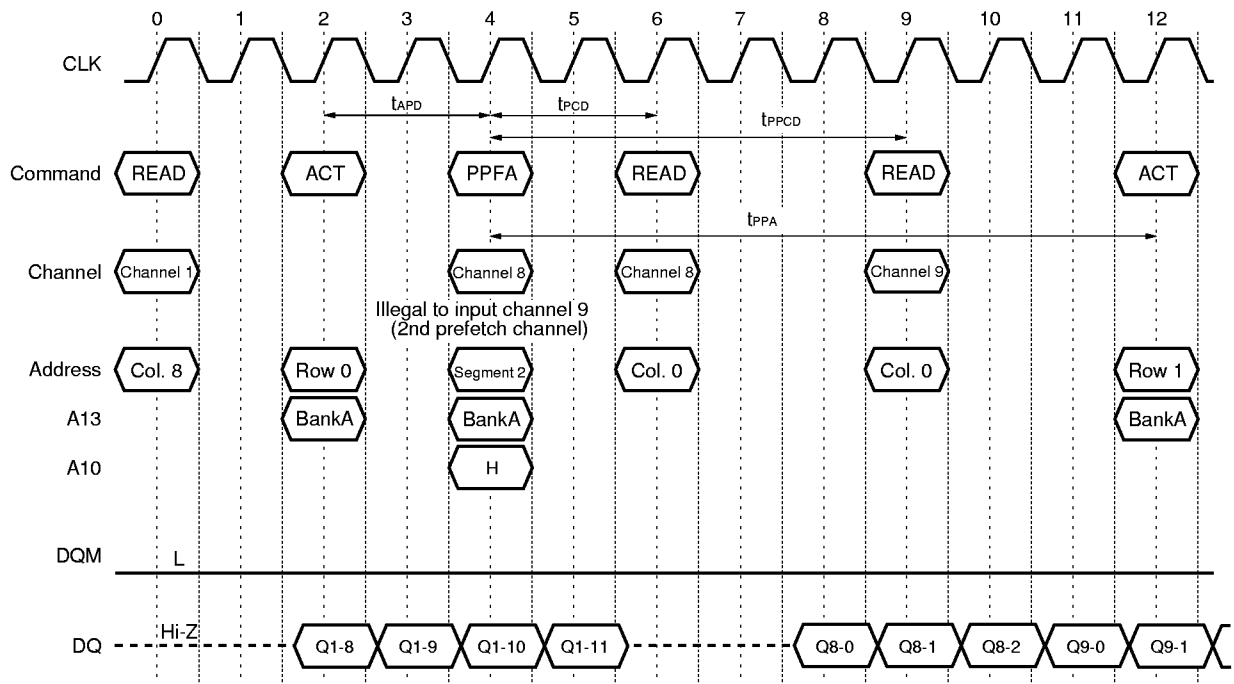 0 1 2 3 4 5 6 7 8 9 10 11 12
CLK
tAPD tPCD
tPPCD
Command READ ACT PPFA READ READ ACT
tPPA
Channel Channel 1 Channel 8 Channel 8 Channel 9
Illegal to input channel 9
(2nd prefetch channel)
Address Col. 8 Row 0 Segment 2 Col. 0 Col. 0 Row 1
A13 BankA BankA BankA
A10 H
DQM L
Hi-Z
DQ Q1-8 Q1-9 Q1-10 Q1-11 Q8-0 Q8-1 Q8-2 Q9-0 Q9-1